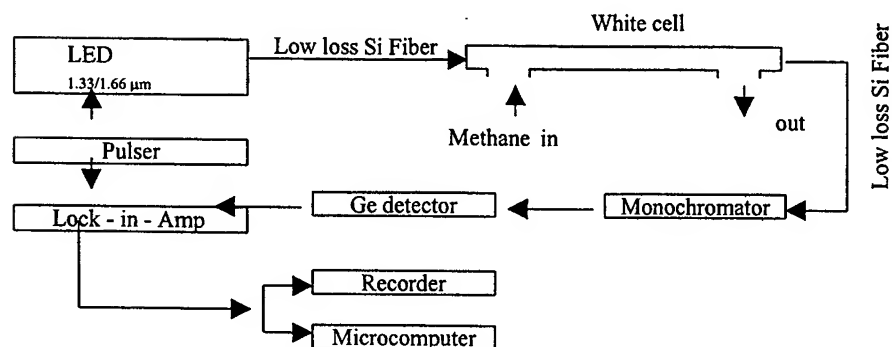 White cell
LED
1.33/1.66 µm
Low loss Si Fiber
Low loss Si Fiber
Methane in
out
Pulser
Lock - in - Amp
Ge detector
Monochromator
Recorder
Microcomputer